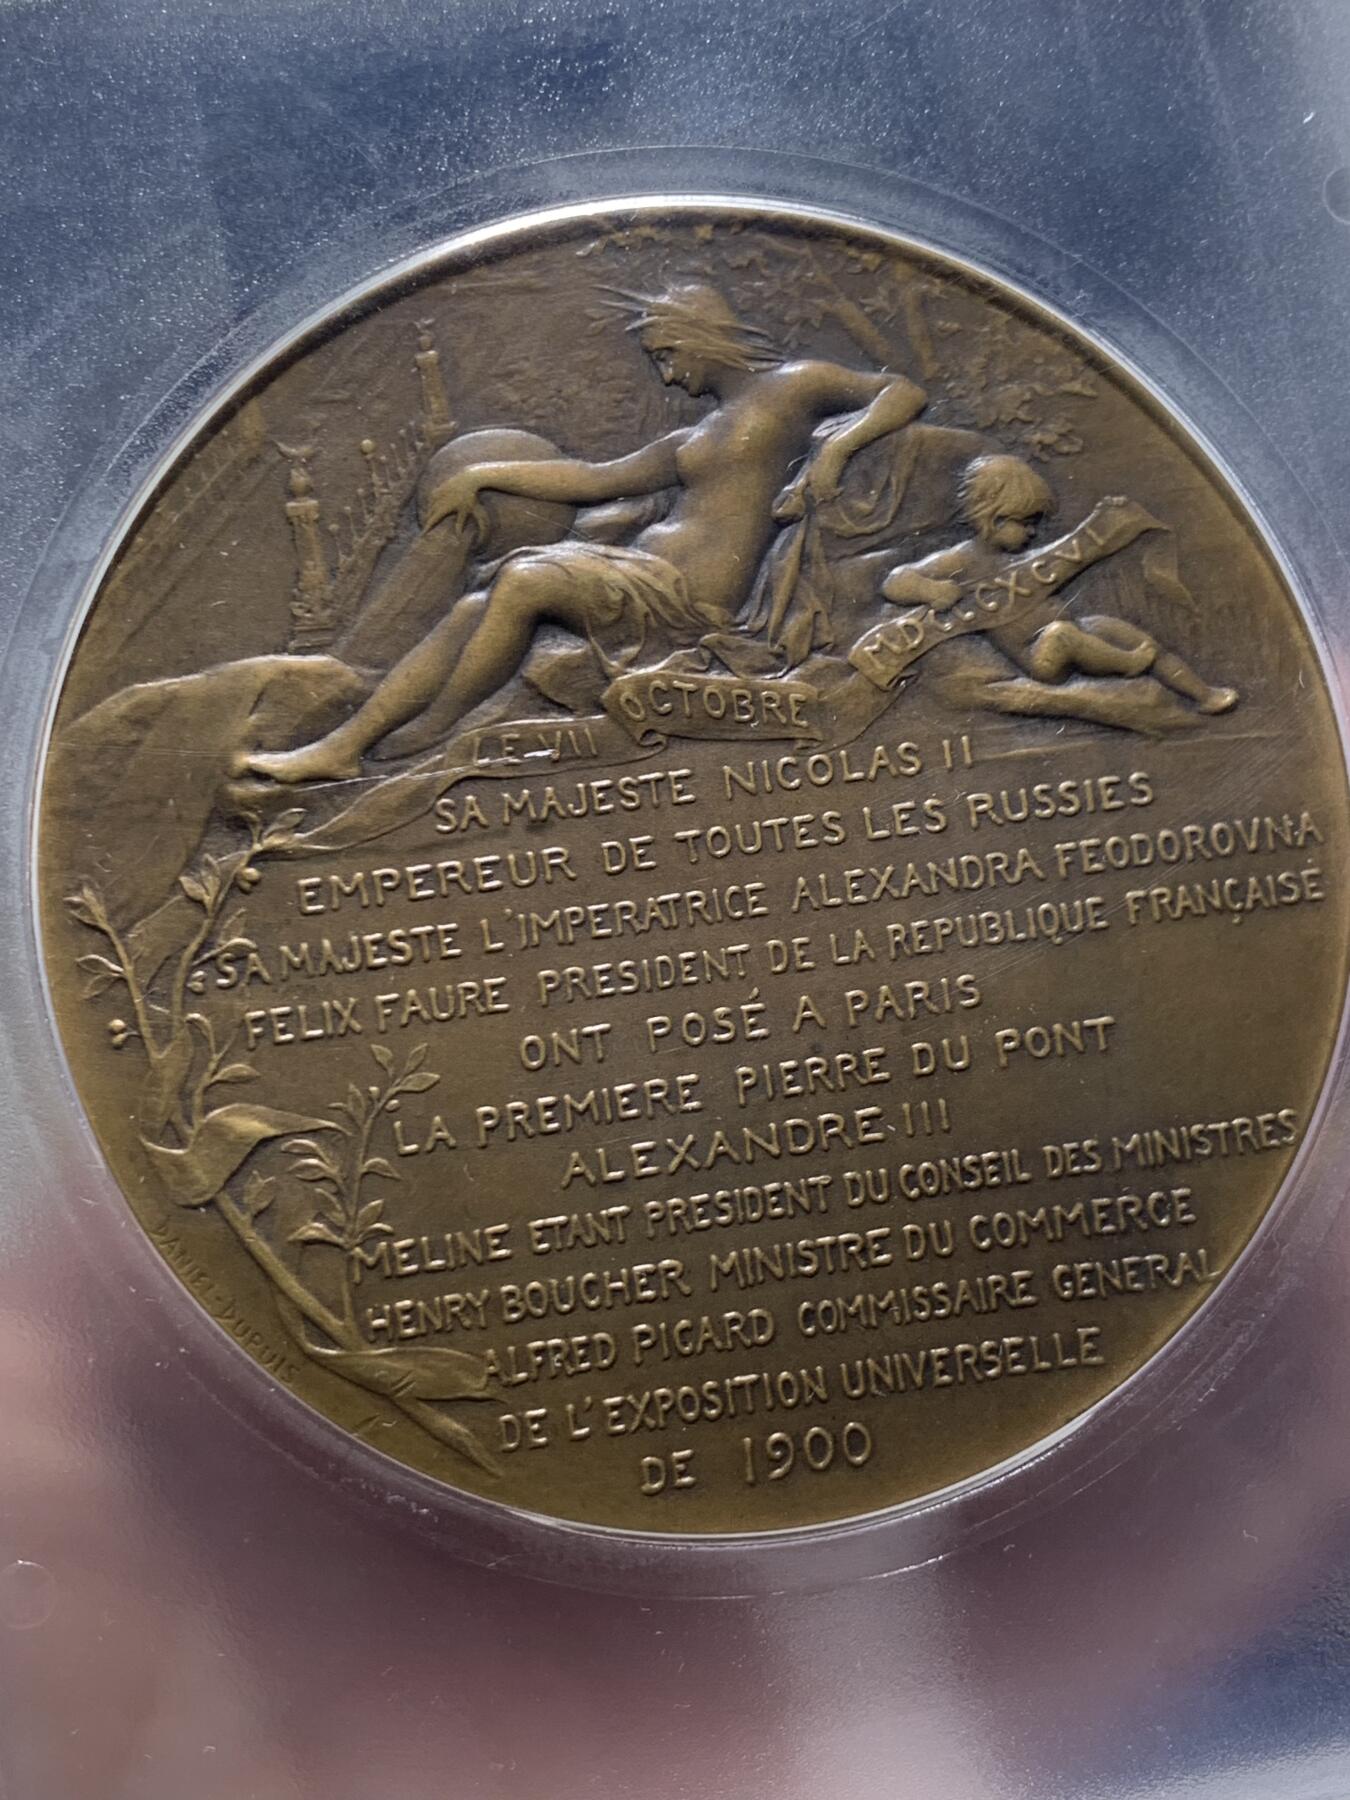 LE VII OCTOBRE MDCCCXCVI
SA MAJESTE NICOLAS II
EMPEREUR DE TOUTES LES RUSSIES
SA MAJESTE L'IMPERATRICE ALEXANDRA FEODOROVNA
FELIX FAURE PRESIDENT DE LA REPUBLIQUE FRANÇAISE
ONT POSÉ A PARIS
LA PREMIERE PIERRE DU PONT
ALEXANDRE III
MELINE ETANT PRESIDENT DU CONSEIL DES MINISTRES
HENRY BOUCHER MINISTRE DU COMMERCE
ALFRED PICARD COMMISSAIRE GENERAL
DE L'EXPOSITION UNIVERSELLE
DE 1900
DANIEL-DUPUIS